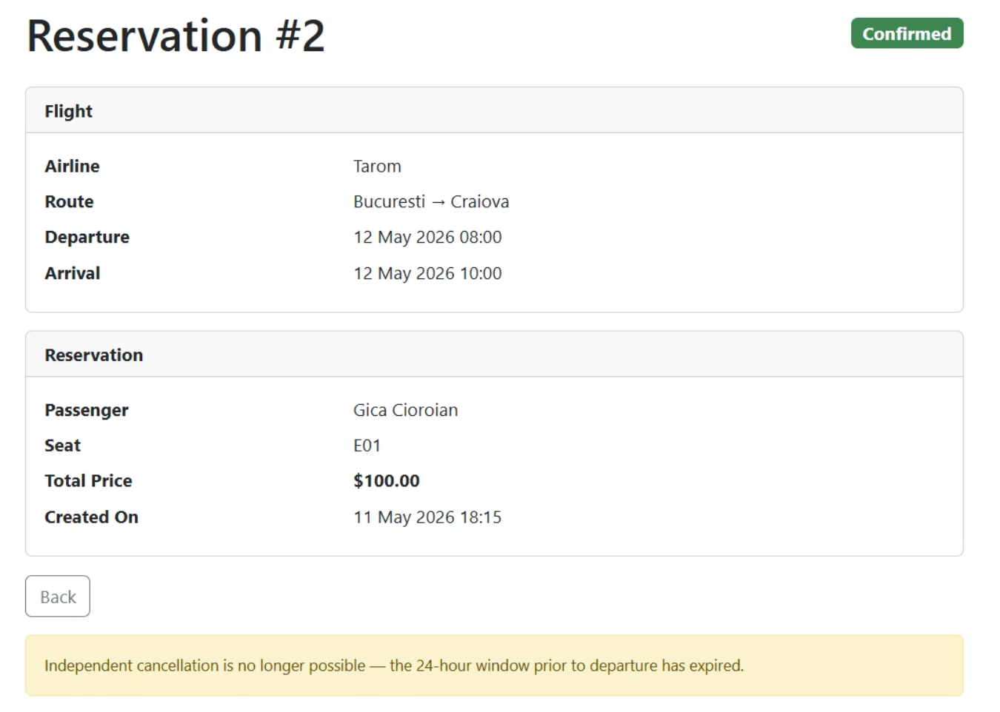 Reservation #2
Confirmed
Flight
Airline Tarom
Route Bucuresti → Craiova
Departure 12 May 2026 08:00
Arrival 12 May 2026 10:00
Reservation
Passenger Gica Cioroian
Seat E01
Total Price $100.00
Created On 11 May 2026 18:15
Back
Independent cancellation is no longer possible — the 24-hour window prior to departure has expired.